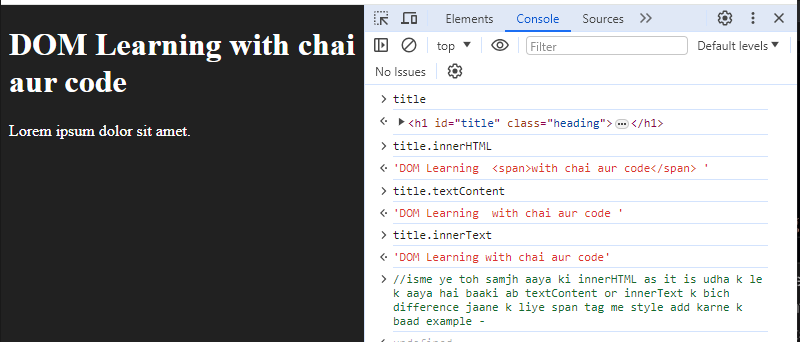 DOM Learning with chai
aur code
Lorem ipsum dolor sit amet.
Elements Console Sources
top Filter Default levels
No Issues
title
<h1 id="title" class="heading">…</h1>
title.innerHTML
'DOM Learning  <span>with chai aur code</span> '
title.textContent
'DOM Learning  with chai aur code '
title.innerText
'DOM Learning with chai aur code'
//isme ye toh samjh aaya ki innerHTML as it is udha k le
k aaya hai baaki ab textContent or innerText k bich
difference jaane k liye span tag me style add karne k
baad example -
undefined